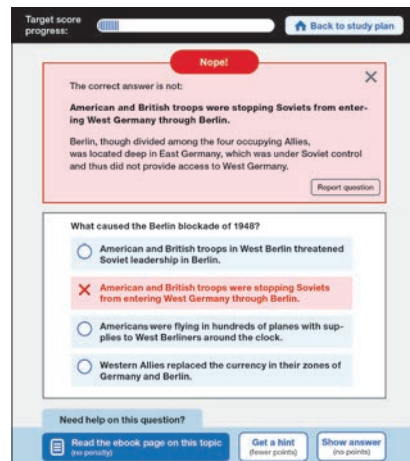 Target score
progress:
Back to study plan
Nope!
The correct answer is not:
American and British troops were stopping Soviets from enter-
ing West Germany through Berlin.
Berlin, though divided among the four occupying Allies,
was located deep in East Germany, which was under Soviet control
and thus did not provide access to West Germany.
Report question
What caused the Berlin blockade of 1948?
American and British troops in West Berlin threatened
Soviet leadership in Berlin.
American and British troops were stopping Soviets
from entering West Germany through Berlin.
Americans were flying in hundreds of planes with sup-
plies to West Berliners around the clock.
Western Allies replaced the currency in their zones of
Germany and Berlin.
Need help on this question?
Read the ebook page on this topic
(no penalty)
Get a hint
(fewer points)
Show answer
(no points)